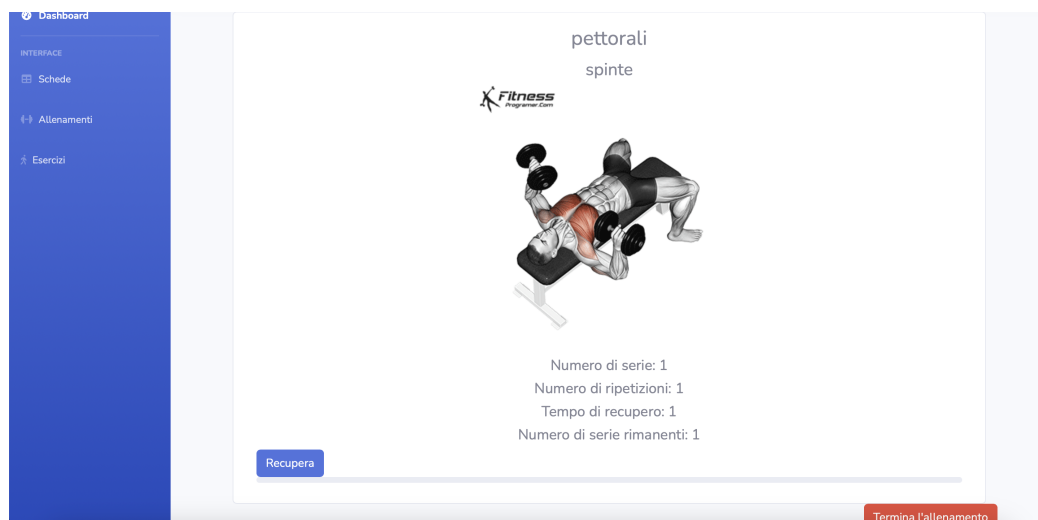 Dashboard
INTERFACE
Schede
Allenamenti
Esercizi
pettorali
spinte
Fitness
Programer.Com
Numero di serie: 1
Numero di ripetizioni: 1
Tempo di recupero: 1
Numero di serie rimanenti: 1
Recupera
Termina l'allenamento